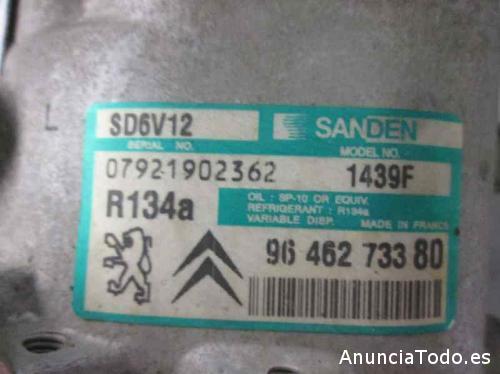 L
SD6V12 SANDEN
SERIAL NO. MODEL NO.
07921902362 1439F
R134a
OIL : SP-10 OR EQUIV.
REFRIGERANT : R134a
VARIABLE DISP. MADE IN FRANCE
96 462 733 80
AnunciaTodo.es